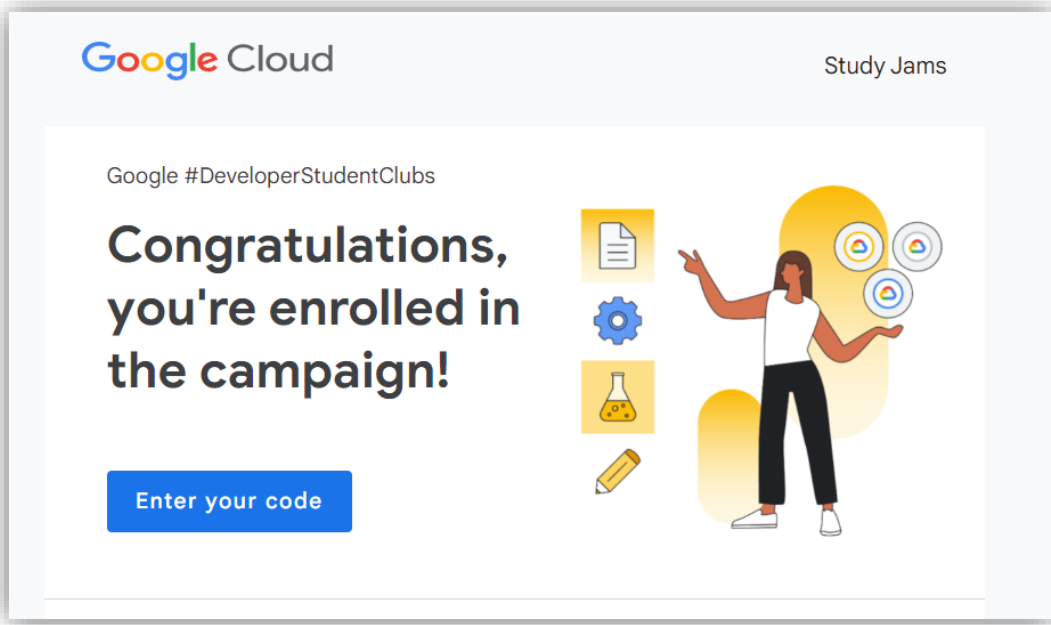 Google Cloud
Study Jams
Google #DeveloperStudentClubs
Congratulations,
you're enrolled in
the campaign!
Enter your code